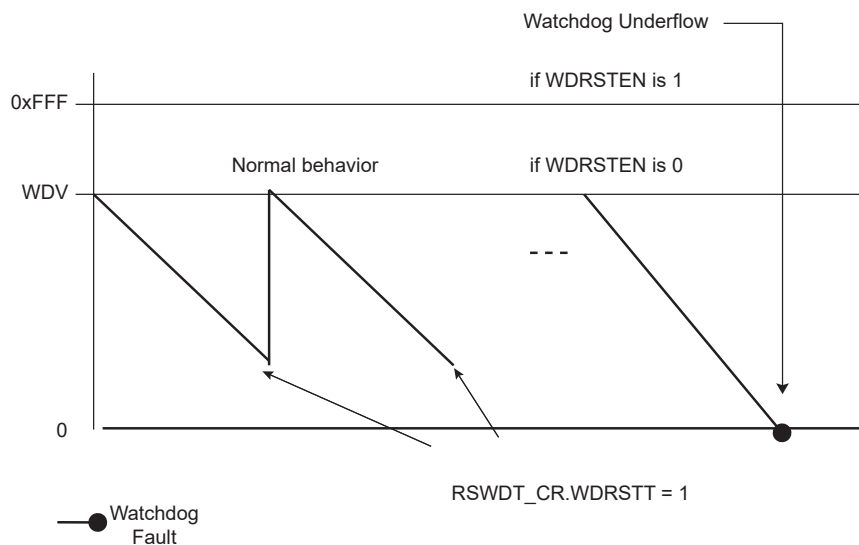 Watchdog Underflow
if WDRSTEN is 1
0xFFF
Normal behavior
if WDRSTEN is 0
WDV
0
RSWDT_CR.WDRSTT = 1
Watchdog
Fault